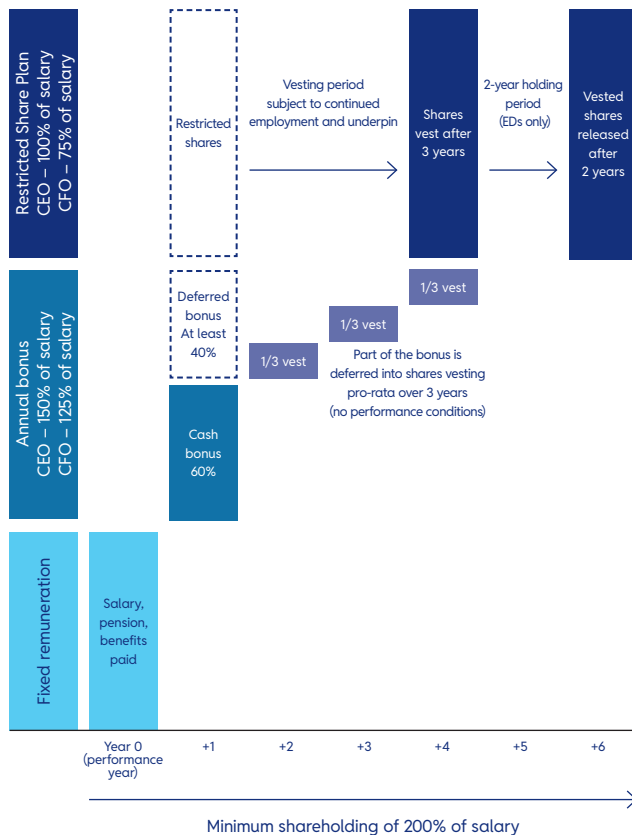 Restricted Share Plan
CEO – 100% of salary
CFO – 75% of salary
Restricted
shares
Vesting period
subject to continued
employment and underpin
Shares
vest after
3 years
2-year holding
period
(EDs only)
Vested
shares
released
after
2 years
Annual bonus
CEO – 150% of salary
CFO – 125% of salary
Deferred
bonus
At least
40%
Cash
bonus
60%
1/3 vest
1/3 vest
1/3 vest
Part of the bonus is
deferred into shares vesting
pro-rata over 3 years
(no performance conditions)
Fixed remuneration
Salary,
pension,
benefits
paid
Year 0
(performance
year)
+1
+2
+3
+4
+5
+6
Minimum shareholding of 200% of salary